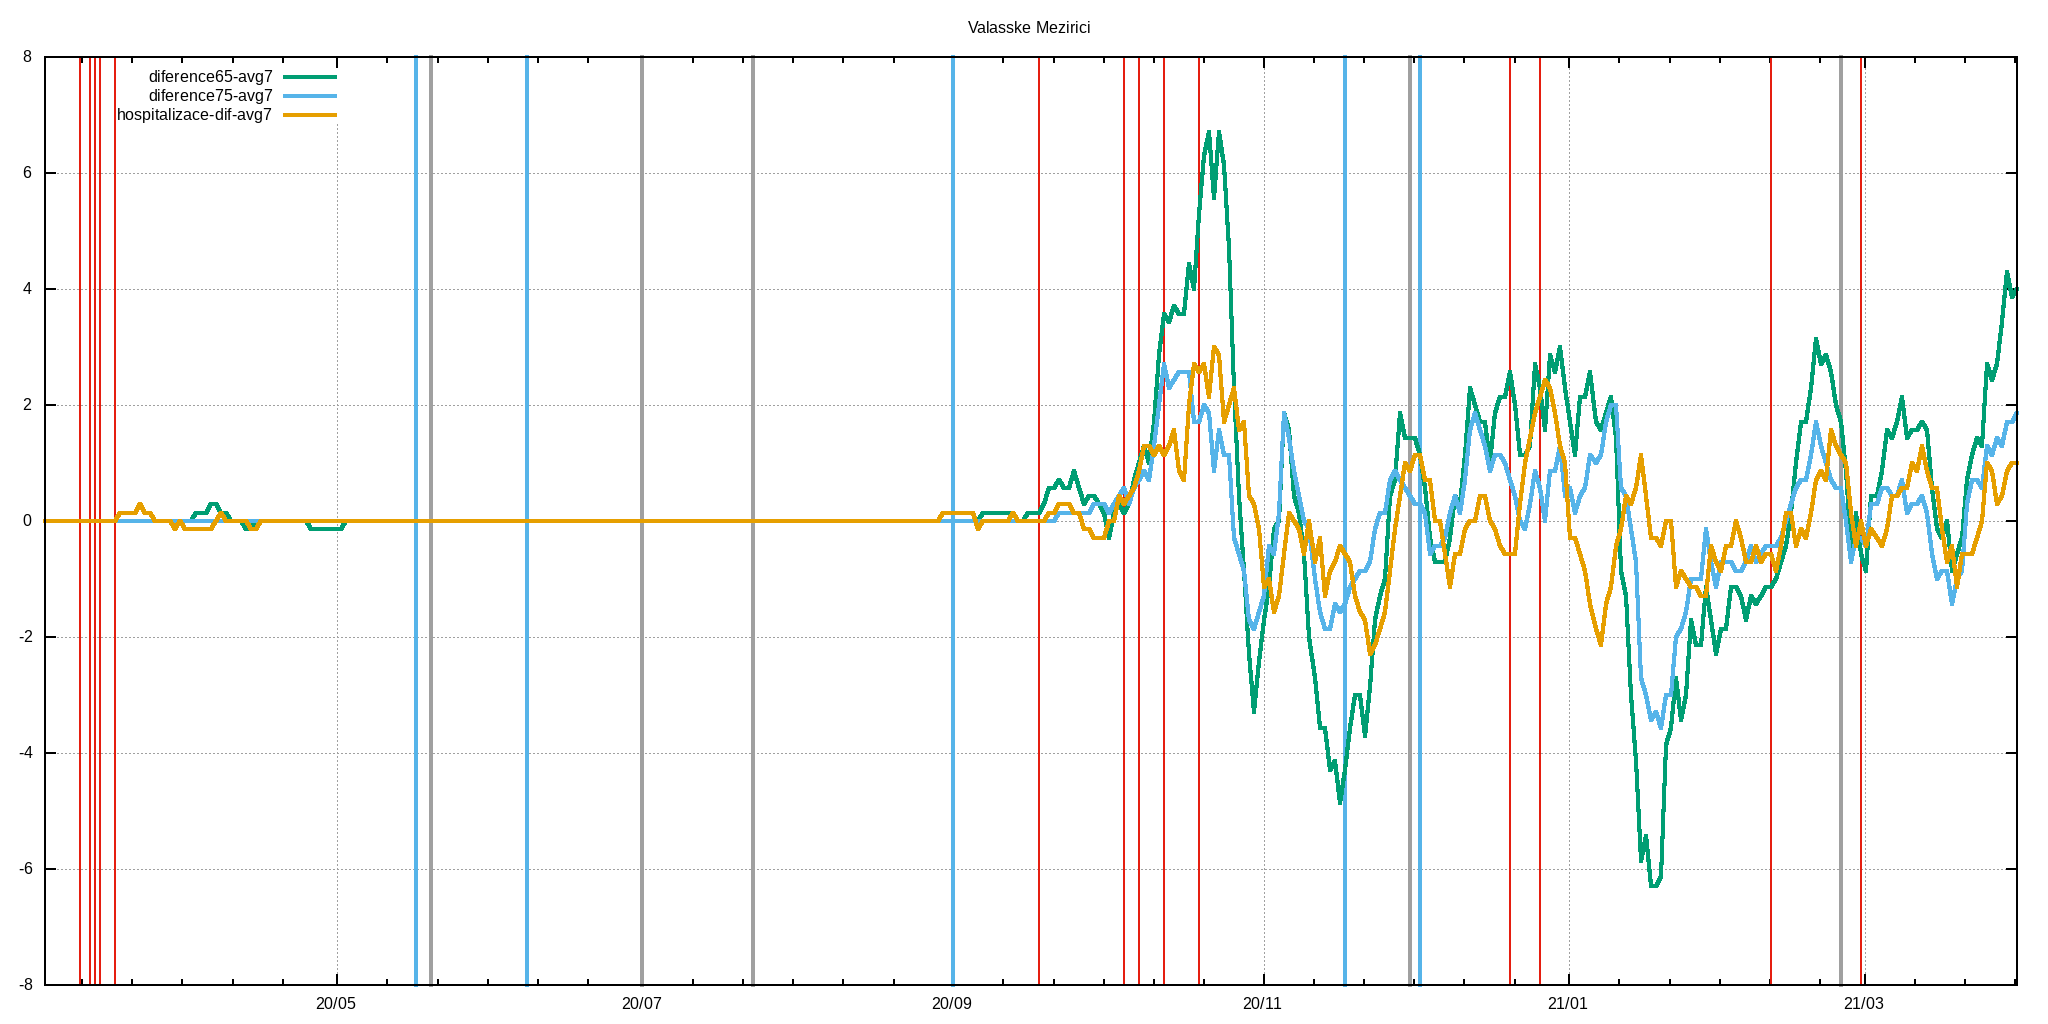 Valasske Mezirici
8
diference65-avg7
diference75-avg7
hospitalizace-dif-avg7
6
4
2
0
-2
-4
-6
-8
20/05 20/07 20/09 20/11 21/01 21/03